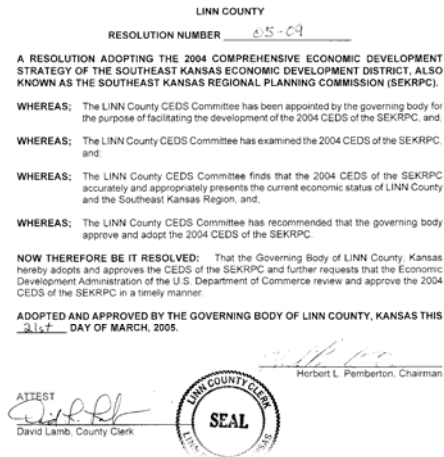 LINN COUNTY
RESOLUTION NUMBER 05-09
A RESOLUTION ADOPTING THE 2004 COMPREHENSIVE ECONOMIC DEVELOPMENT
STRATEGY OF THE SOUTHEAST KANSAS ECONOMIC DEVELOPMENT DISTRICT, ALSO
KNOWN AS THE SOUTHEAST KANSAS REGIONAL PLANNING COMMISSION (SEKRPC).
WHEREAS; The LINN County CEDS Committee has been appointed by the governing body for
the purpose of facilitating the development of the 2004 CEDS of the SEKRPC, and;
WHEREAS; The LINN County CEDS Committee has examined the 2004 CEDS of the SEKRPC.
and;
WHEREAS; The LINN County CEDS Committee finds that the 2004 CEDS of the SEKRPC
accurately and appropriately presents the current economic status of LINN County
and the Southeast Kansas Region, and;
WHEREAS; The LINN County CEDS Committee has recommended that the governing body
approve and adopt the 2004 CEDS of the SEKRPC.
NOW THEREFORE BE IT RESOLVED: That the Governing Body of LINN County, Kansas
hereby adopts and approves the CEDS of the SEKRPC and further requests that the Economic
Development Administration of the U.S. Department of Commerce review and approve the 2004
CEDS of the SEKRPC in a timely manner.
ADOPTED AND APPROVED BY THE GOVERNING BODY OF LINN COUNTY, KANSAS THIS
21st DAY OF MARCH, 2005.
Herbert L. Pemberton, Chairman
ATTEST
David Lamb, County Clerk
LINN COUNTY CLERK
SEAL